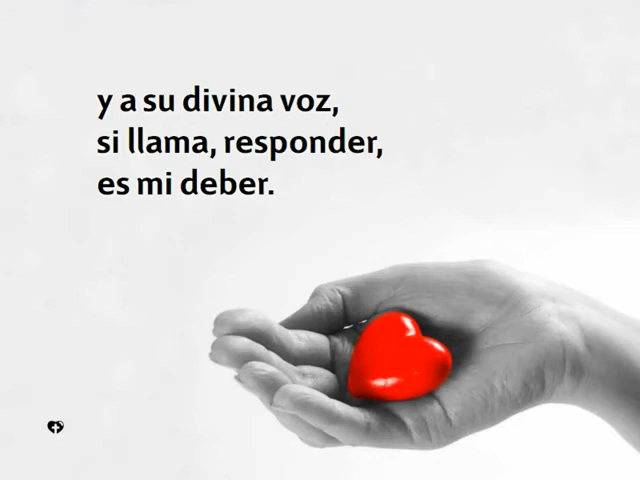 y a su divina voz,
si llama, responder,
es mi deber.